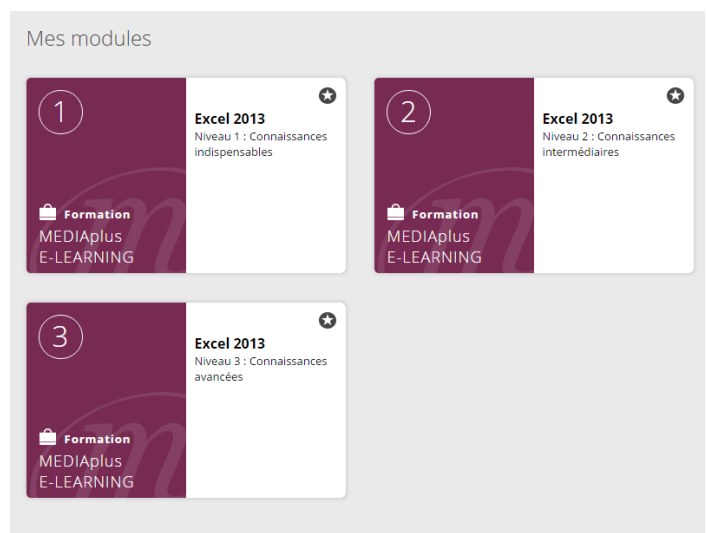 Mes modules
1
Excel 2013
Niveau 1 : Connaissances
indispensables
Formation
MEDIAplus
E-LEARNING
2
Excel 2013
Niveau 2 : Connaissances
intermédiaires
Formation
MEDIAplus
E-LEARNING
3
Excel 2013
Niveau 3 : Connaissances
avancées
Formation
MEDIAplus
E-LEARNING